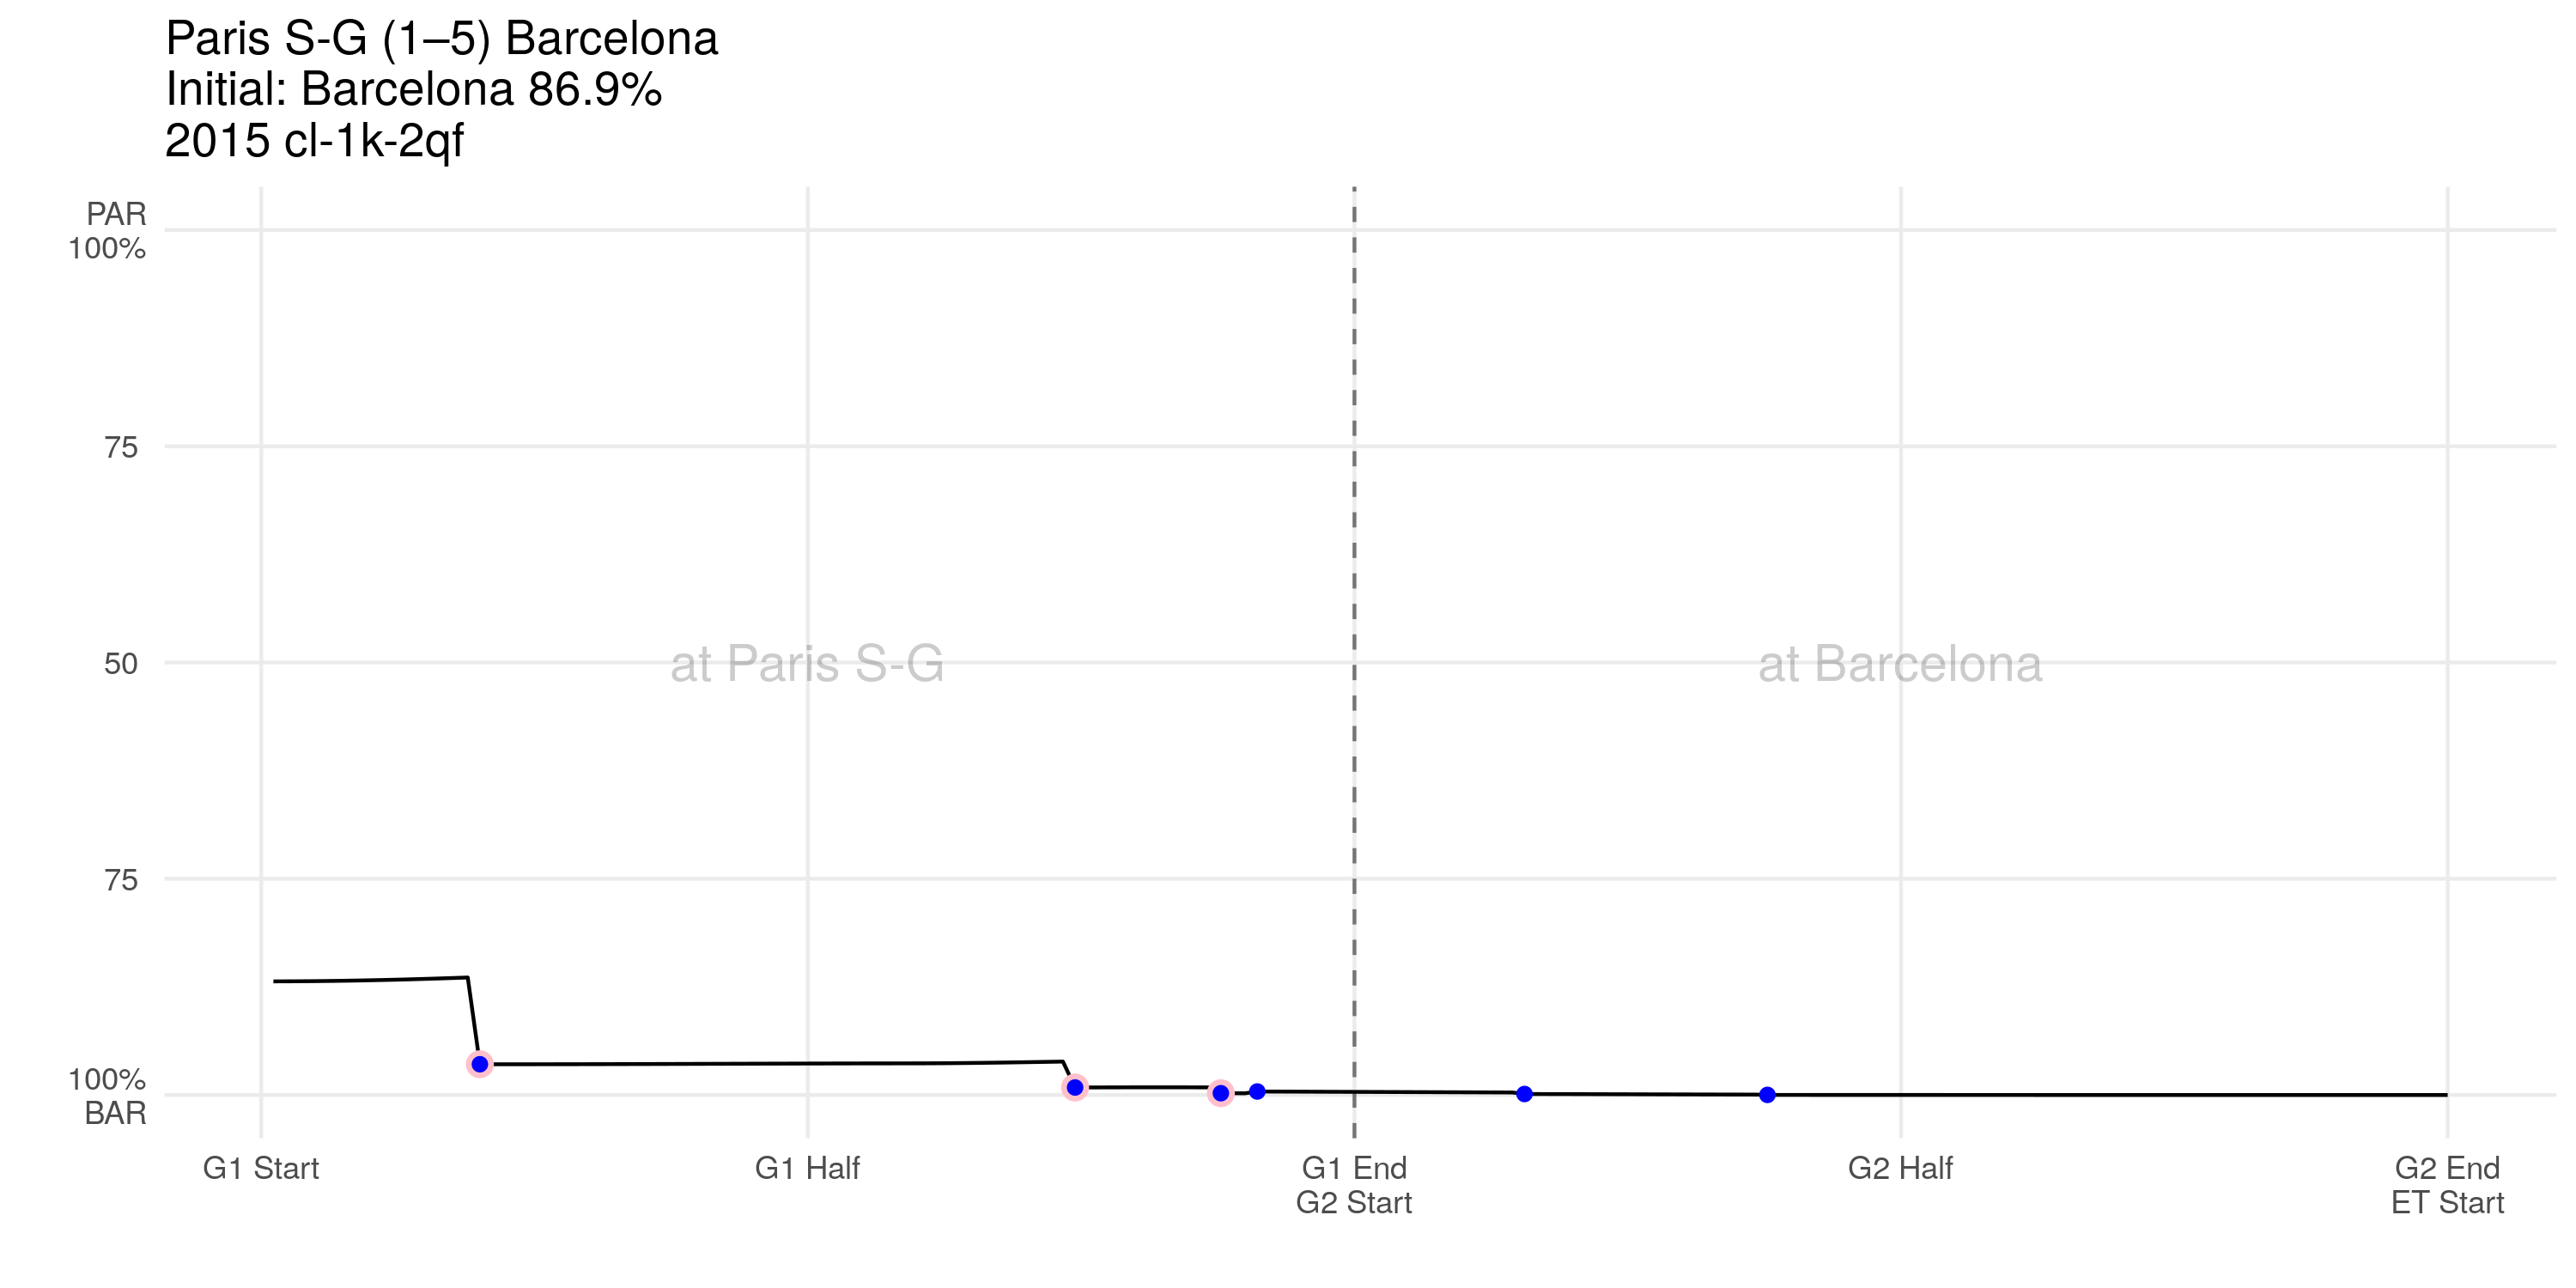 Paris S-G (1–5) Barcelona
Initial: Barcelona 86.9%
2015 cl-1k-2qf
PAR
100%
75
50
75
100%
BAR
at Paris S-G
at Barcelona
G1 Start
G1 Half
G1 End
G2 Start
G2 Half
G2 End
ET Start